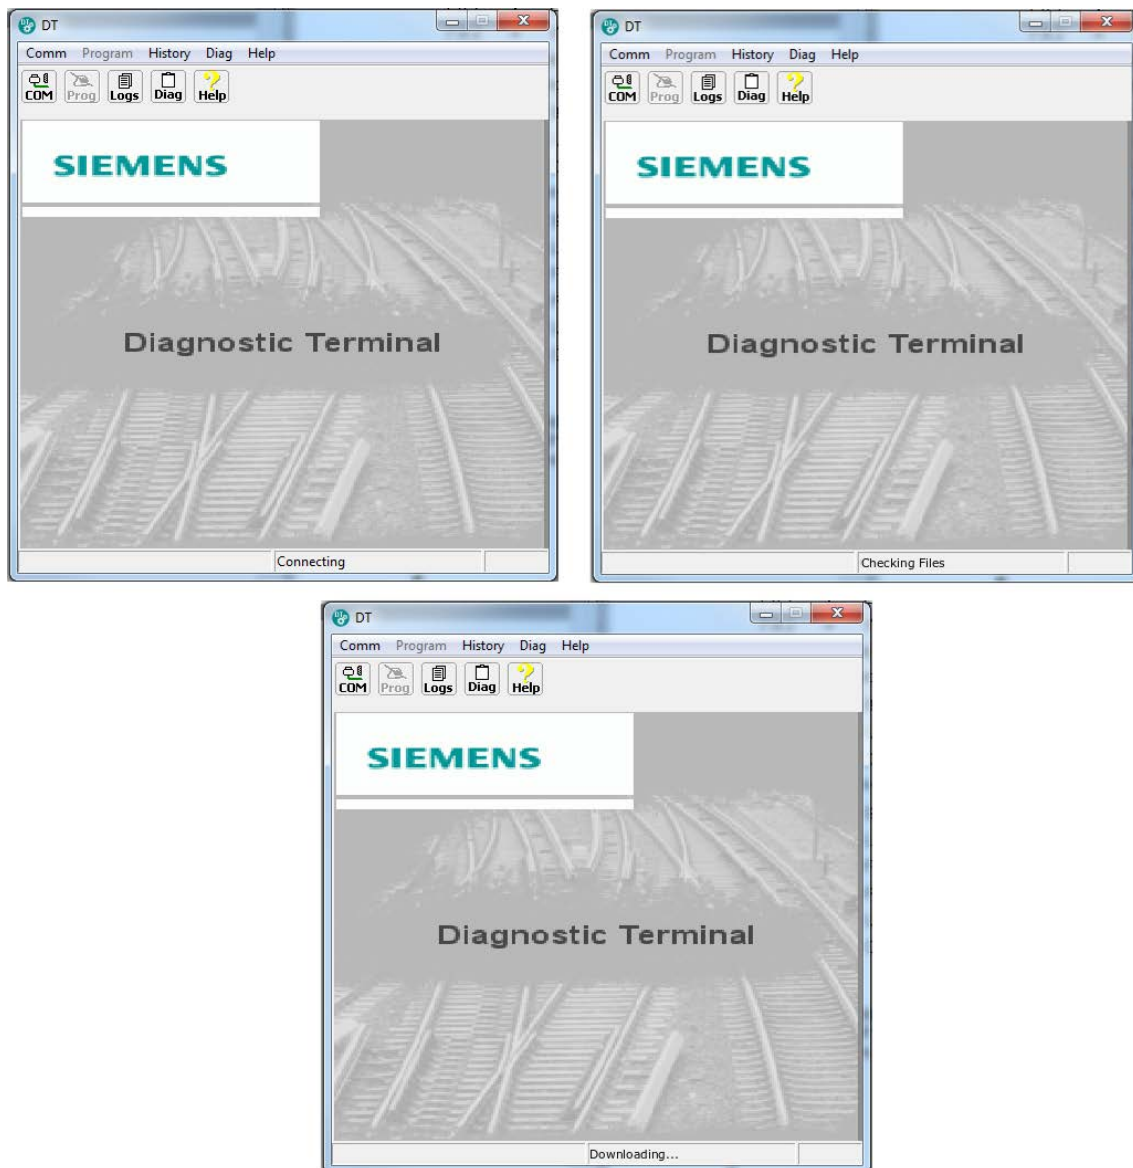 DT
Comm Program History Diag Help
COM Prog Logs Diag Help
SIEMENS
Diagnostic Terminal
Connecting
DT
Comm Program History Diag Help
COM Prog Logs Diag Help
SIEMENS
Diagnostic Terminal
Checking Files
DT
Comm Program History Diag Help
COM Prog Logs Diag Help
SIEMENS
Diagnostic Terminal
Downloading...